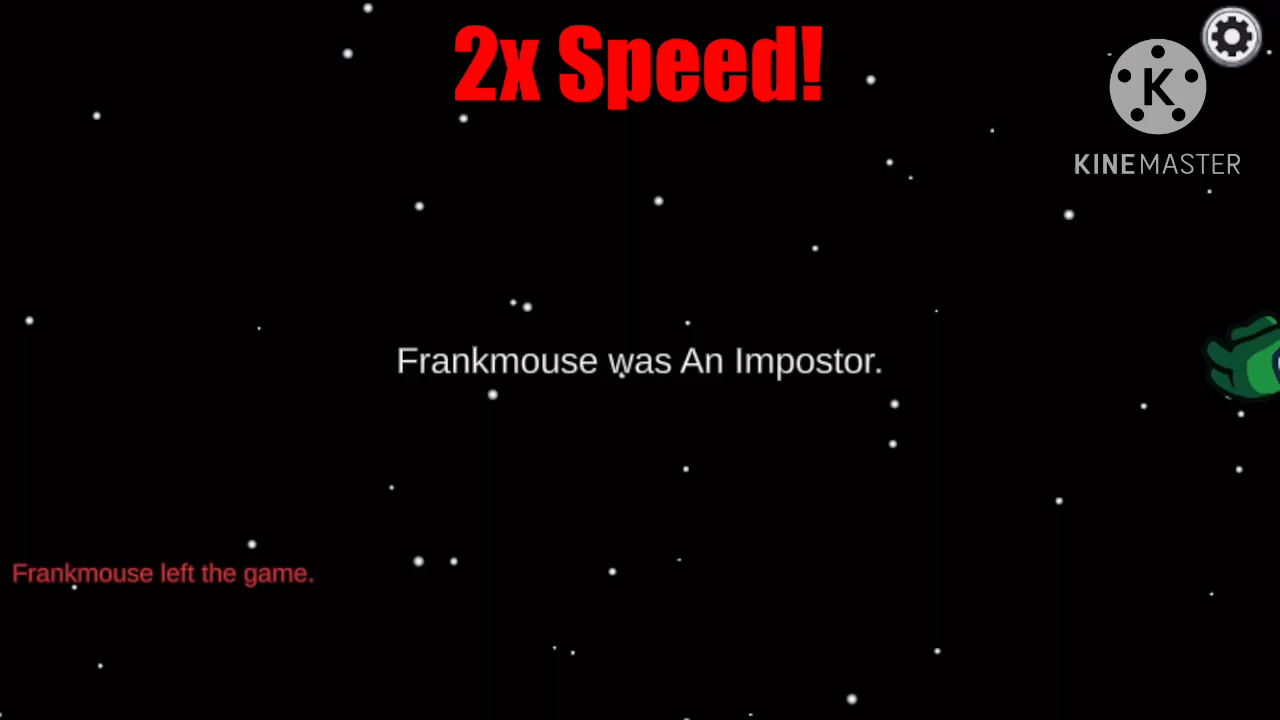 2x Speed!
K
KINEMASTER
Frankmouse was An Impostor.
Frankmouse left the game.